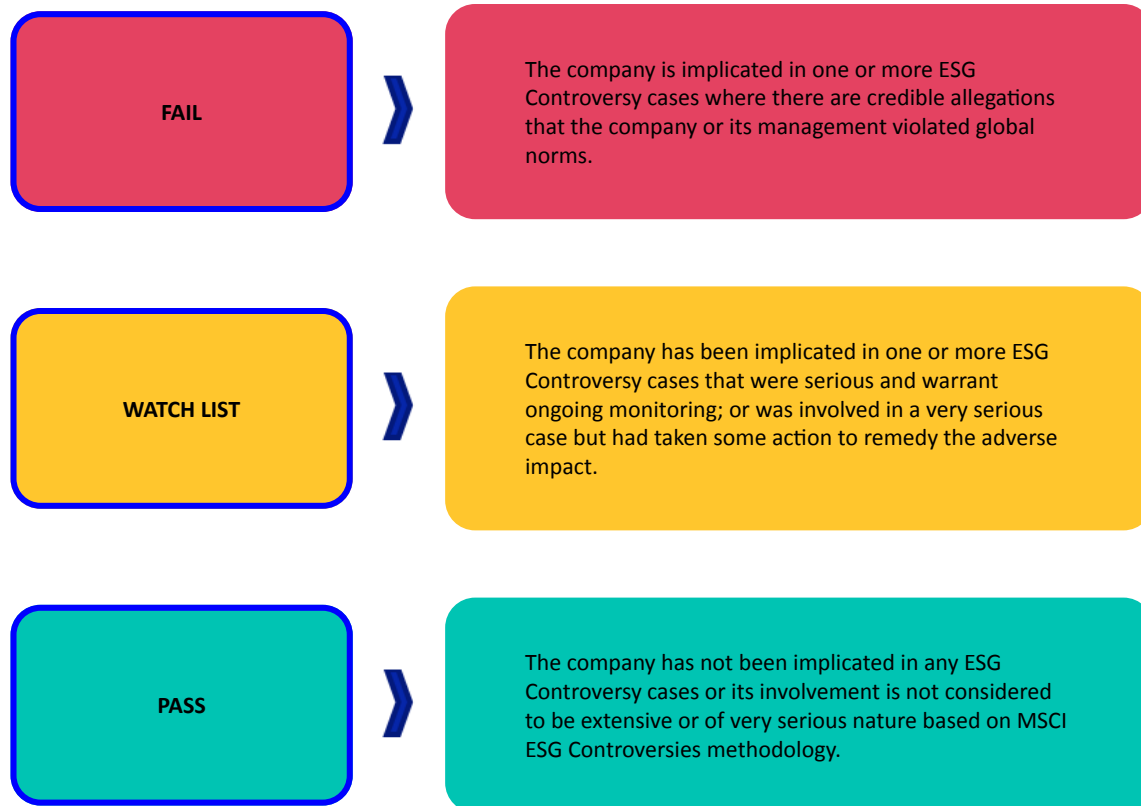 FAIL
The company is implicated in one or more ESG
Controversy cases where there are credible allegations
that the company or its management violated global
norms.
WATCH LIST
The company has been implicated in one or more ESG
Controversy cases that were serious and warrant
ongoing monitoring; or was involved in a very serious
case but had taken some action to remedy the adverse
impact.
PASS
The company has not been implicated in any ESG
Controversy cases or its involvement is not considered
to be extensive or of very serious nature based on MSCI
ESG Controversies methodology.